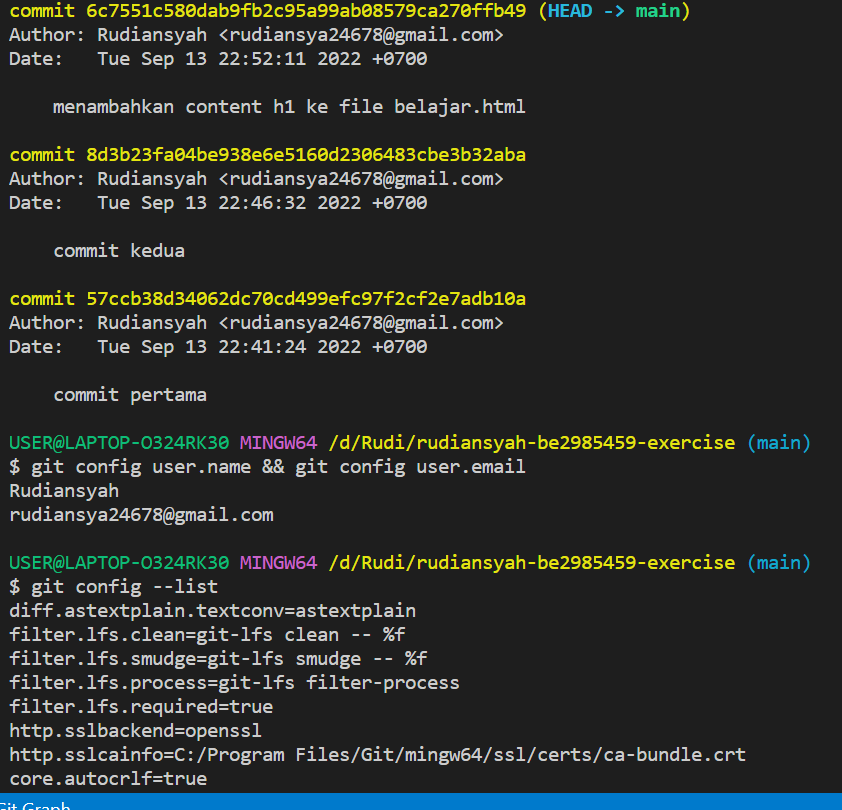 commit 6c7551c580dab9fb2c95a99ab08579ca270ffb49 (HEAD -> main)
Author: Rudiansyah <rudiansya24678@gmail.com>
Date:   Tue Sep 13 22:52:11 2022 +0700

    menambahkan content h1 ke file belajar.html

commit 8d3b23fa04be938e6e5160d2306483cbe3b32aba
Author: Rudiansyah <rudiansya24678@gmail.com>
Date:   Tue Sep 13 22:46:32 2022 +0700

    commit kedua

commit 57ccb38d34062dc70cd499efc97f2cf2e7adb10a
Author: Rudiansyah <rudiansya24678@gmail.com>
Date:   Tue Sep 13 22:41:24 2022 +0700

    commit pertama

USER@LAPTOP-O324RK30 MINGW64 /d/Rudi/rudiansyah-be2985459-exercise (main)
$ git config user.name && git config user.email
Rudiansyah
rudiansya24678@gmail.com

USER@LAPTOP-O324RK30 MINGW64 /d/Rudi/rudiansyah-be2985459-exercise (main)
$ git config --list
diff.astextplain.textconv=astextplain
filter.lfs.clean=git-lfs clean -- %f
filter.lfs.smudge=git-lfs smudge -- %f
filter.lfs.process=git-lfs filter-process
filter.lfs.required=true
http.sslbackend=openssl
http.sslcainfo=C:/Program Files/Git/mingw64/ssl/certs/ca-bundle.crt
core.autocrlf=true
Git Graph